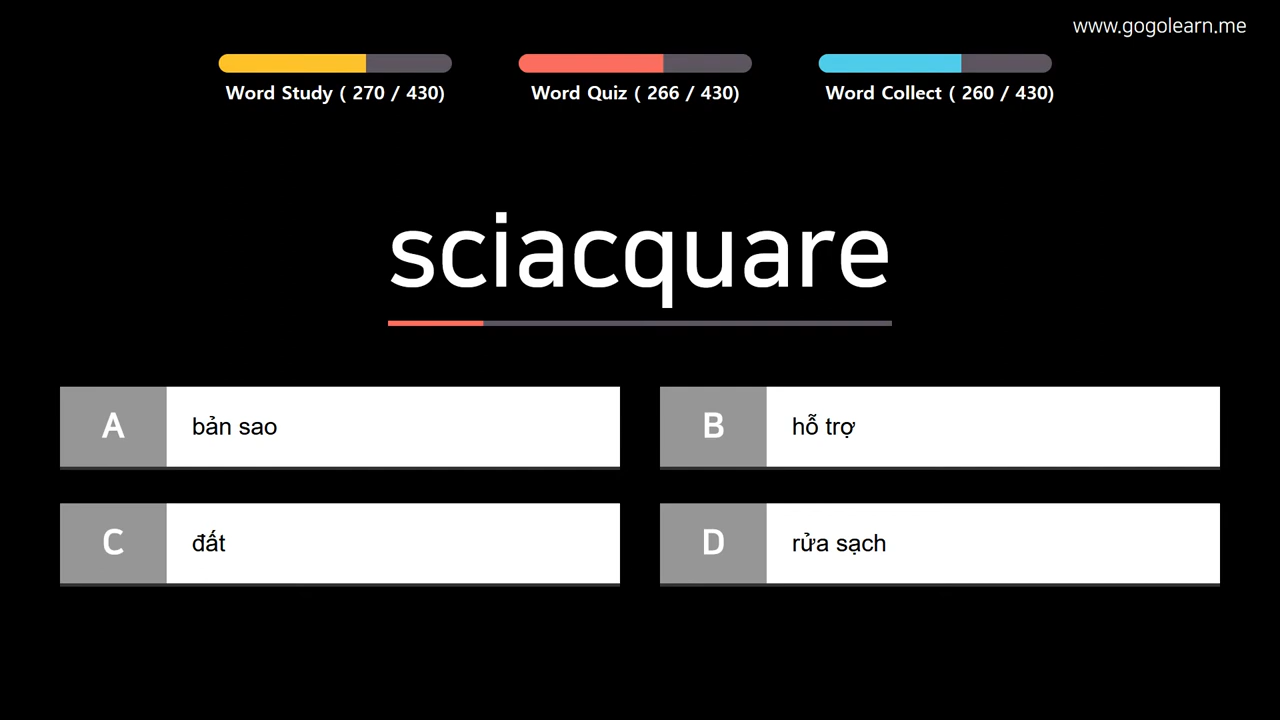 www.gogolearn.me
Word Study ( 270 / 430)
Word Quiz ( 266 / 430)
Word Collect ( 260 / 430)
sciacquare
A bản sao
B hỗ trợ
C đất
D rửa sạch